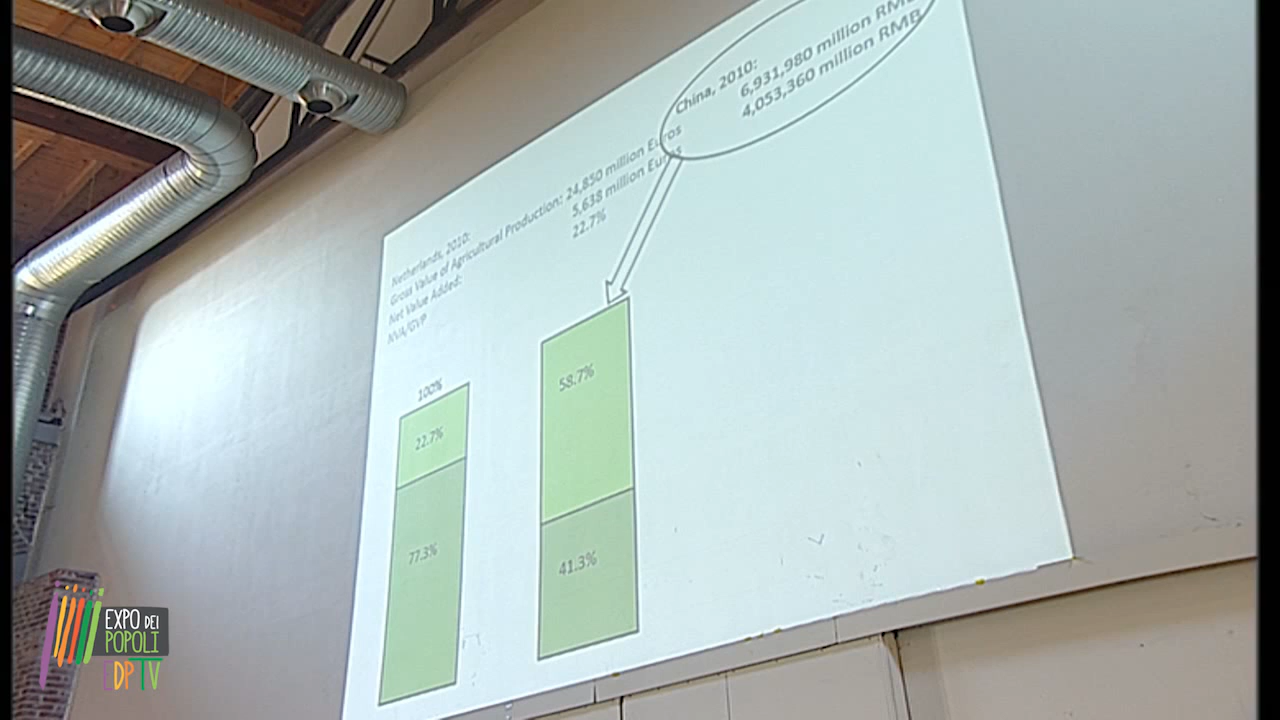 China, 2010:
6,931,980 million RMB
4,053,360 million RMB
Netherlands, 2010:
Gross Value of Agricultural Production: 24,850 million Euros
Net Value Added: 5,638 million Euros
NVA/GVP 22.7%
100%
22.7%
77.3%
58.7%
41.3%
EXPO DEI
POPOLI
EDPTV